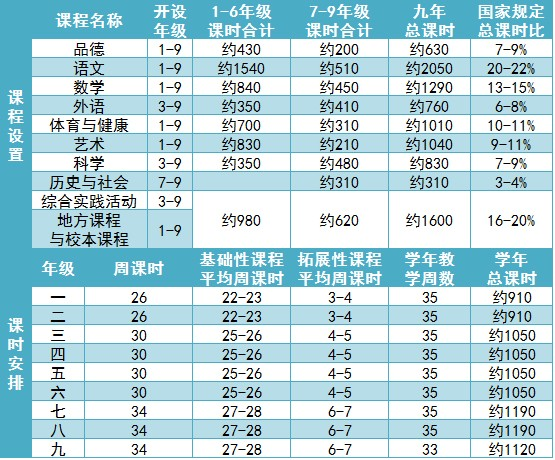 课程设置
课程名称 开设年级 1-6年级课时合计 7-9年级课时合计 九年总课时 国家规定总课时比
品德 1-9 约430 约200 约630 7-9%
语文 1-9 约1540 约510 约2050 20-22%
数学 1-9 约840 约450 约1290 13-15%
外语 3-9 约350 约410 约760 6-8%
体育与健康 1-9 约700 约310 约1010 10-11%
艺术 1-9 约830 约210 约1040 9-11%
科学 3-9 约350 约480 约830 7-9%
历史与社会 7-9 约310 约310 3-4%
综合实践活动 3-9
地方课程与校本课程 1-9 约980 约620 约1600 16-20%
课时安排
年级 周课时 基础性课程平均周课时 拓展性课程平均周课时 学年教学周数 学年总课时
一 26 22-23 3-4 35 约910
二 26 22-23 3-4 35 约910
三 30 25-26 4-5 35 约1050
四 30 25-26 4-5 35 约1050
五 30 25-26 4-5 35 约1050
六 30 25-26 4-5 35 约1050
七 34 27-28 6-7 35 约1190
八 34 27-28 6-7 35 约1190
九 34 27-28 6-7 33 约1120